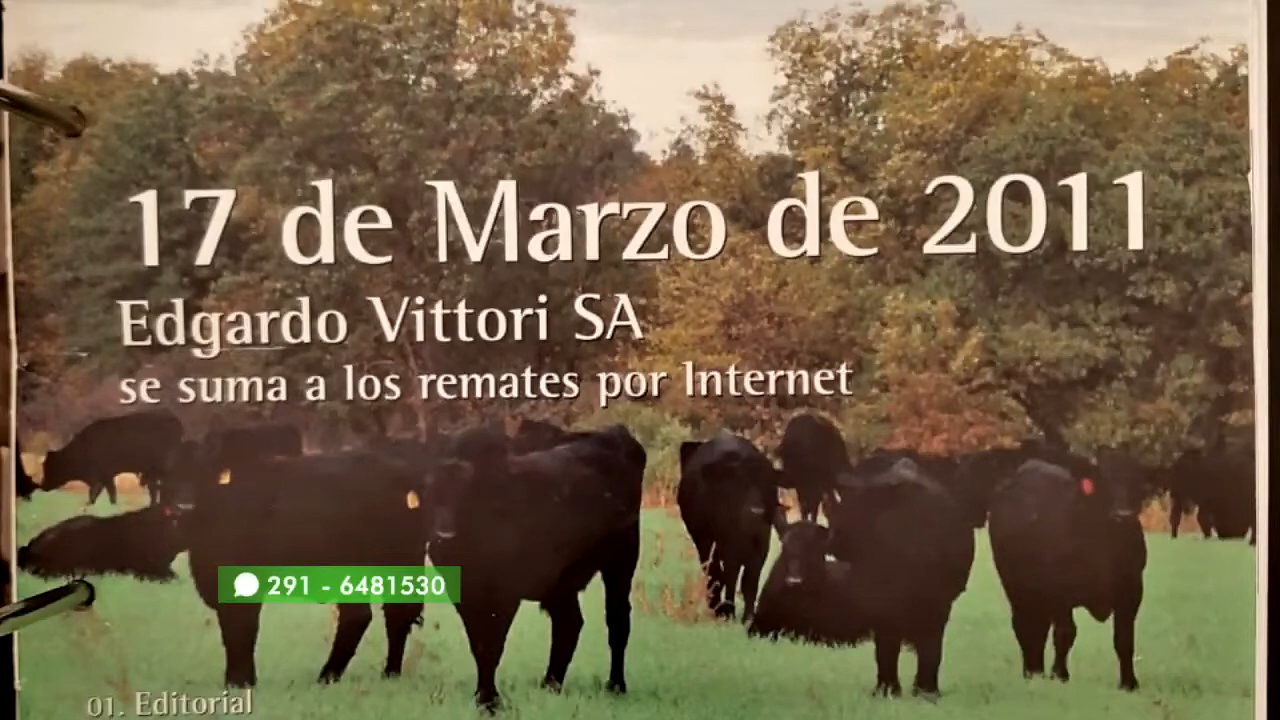 17 de Marzo de 2011
Edgardo Vittori SA
se suma a los remates por Internet
291 - 6481530
01. Editorial